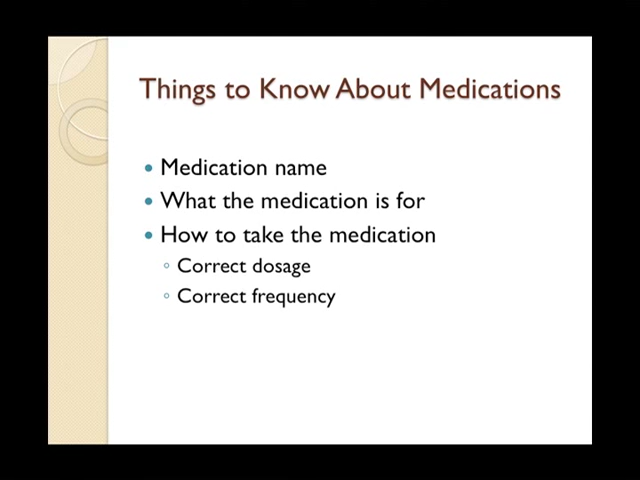 Things to Know About Medications
• Medication name
• What the medication is for
• How to take the medication
◦ Correct dosage
◦ Correct frequency